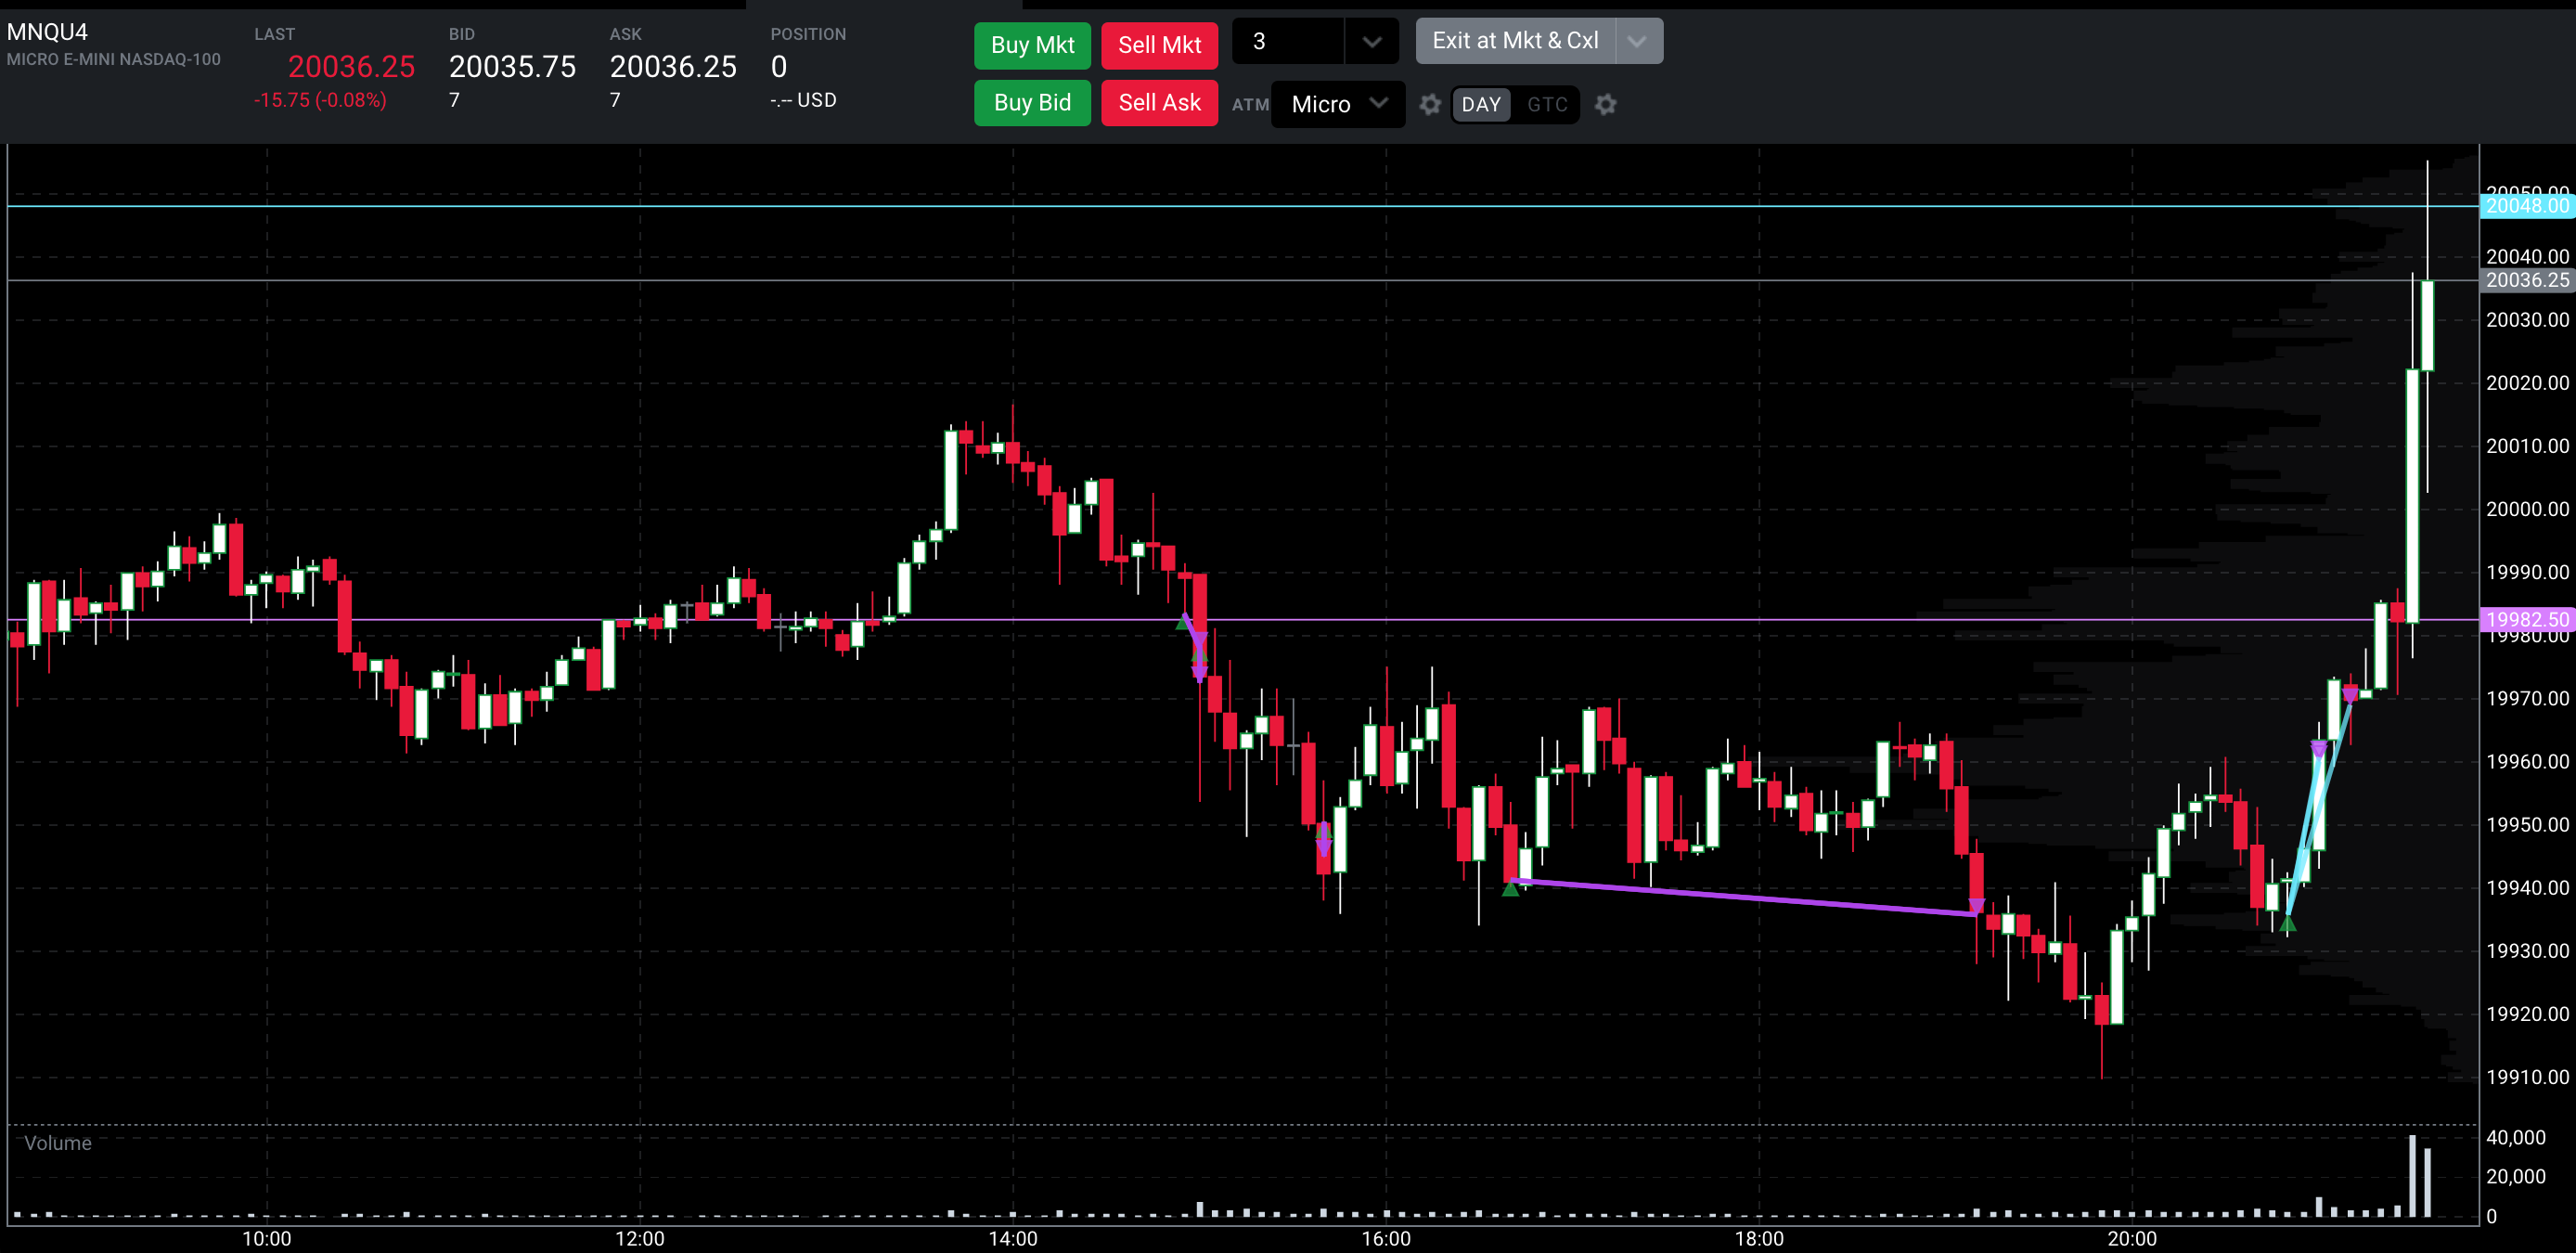 MNQU4
MICRO E-MINI NASDAQ-100
LAST
20036.25
-15.75 (-0.08%)
BID
20035.75
7
ASK
20036.25
7
POSITION
0
-.-- USD
Buy Mkt
Sell Mkt
3
Exit at Mkt & Cxl
Buy Bid
Sell Ask
ATM
Micro
DAY
GTC
20050.00
20048.00
20040.00
20036.25
20030.00
20020.00
20010.00
20000.00
19990.00
19982.50
19980.00
19970.00
19960.00
19950.00
19940.00
19930.00
19920.00
19910.00
Volume
40,000
20,000
0
10:00
12:00
14:00
16:00
18:00
20:00